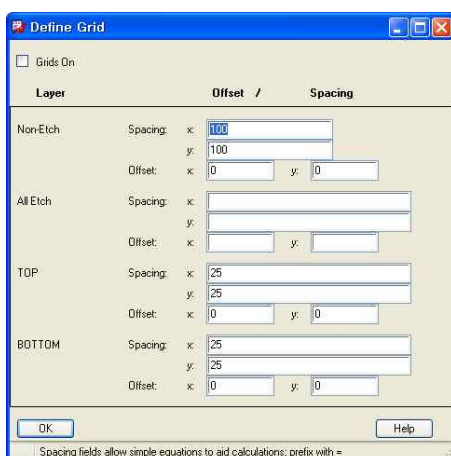 Define Grid
Grids On
Layer Offset / Spacing
Non-Etch Spacing: x: 100
y: 100
Offset: x: 0 y: 0
All Etch Spacing: x:
y:
Offset: x: y:
TOP Spacing: x: 25
y: 25
Offset: x: 0 y: 0
BOTTOM Spacing: x: 25
y: 25
Offset: x: 0 y: 0
OK Help
Spacing fields allow simple equations to aid calculations; prefix with =